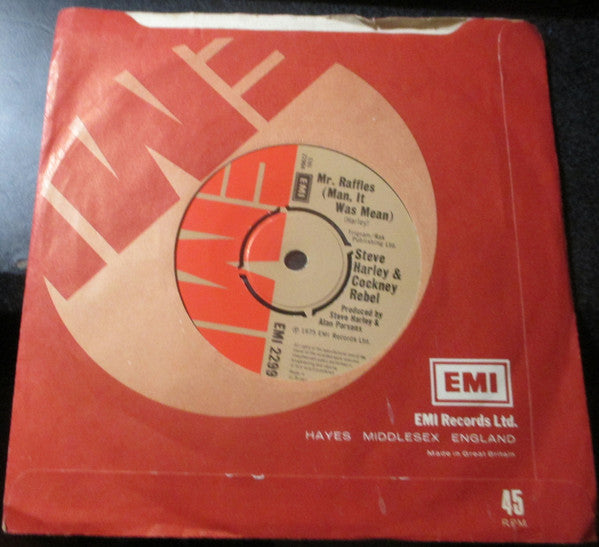 EMI
EMI
EMI
Mr. Raffles
(Man, It
Was Mean)
(Harley)
Trigram/Rak
Publishing Ltd.
Steve
Harley &
Cockney
Rebel
Produced by
Steve Harley &
Alan Parsons
℗ 1975 EMI Records Ltd.
EMI 2299
EMI
EMI Records Ltd.
HAYES MIDDLESEX ENGLAND
Made in Great Britain
45
R.P.M.